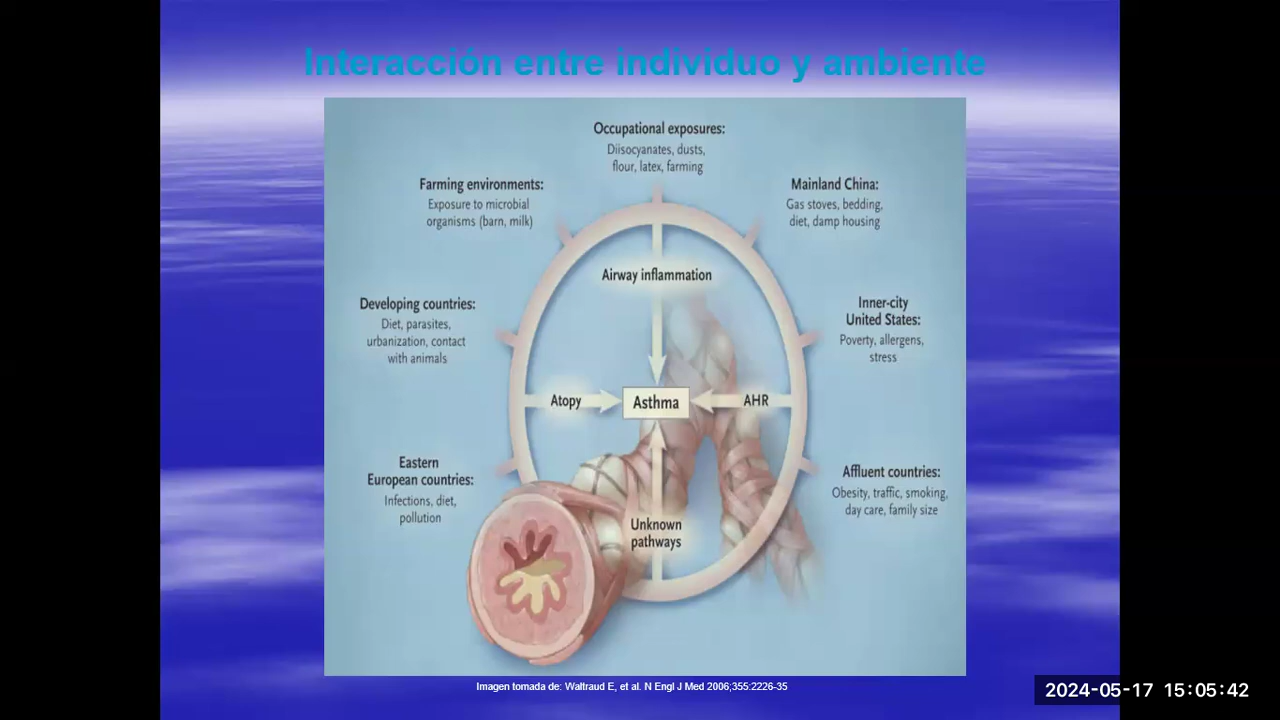 Interacción entre individuo y ambiente
Occupational exposures:
Diisocyanates, dusts,
flour, latex, farming
Farming environments:
Exposure to microbial
organisms (barn, milk)
Mainland China:
Gas stoves, bedding,
diet, damp housing
Airway inflammation
Developing countries:
Diet, parasites,
urbanization, contact
with animals
Inner-city
United States:
Poverty, allergens,
stress
Atopy
Asthma
AHR
Eastern
European countries:
Infections, diet,
pollution
Affluent countries:
Obesity, traffic, smoking,
day care, family size
Unknown
pathways
Imagen tomada de: Waltraud E, et al. N Engl J Med 2006;355:2226-35
2024-05-17 15:05:42